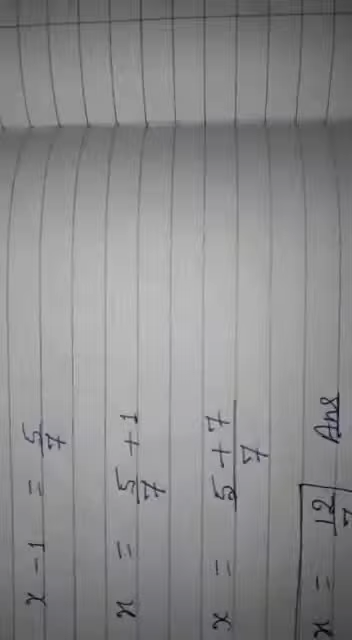 x - 1 = 5/7
x = 5/7 + 1
x = (5 + 7)/7
x = 12/7 Ans